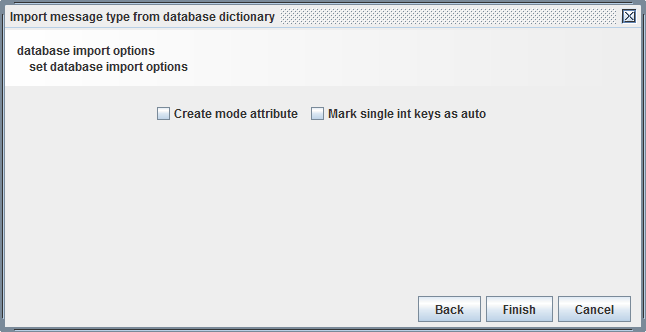 Import message type from database dictionary
database import options
set database import options
Create mode attribute Mark single int keys as auto
Back Finish Cancel